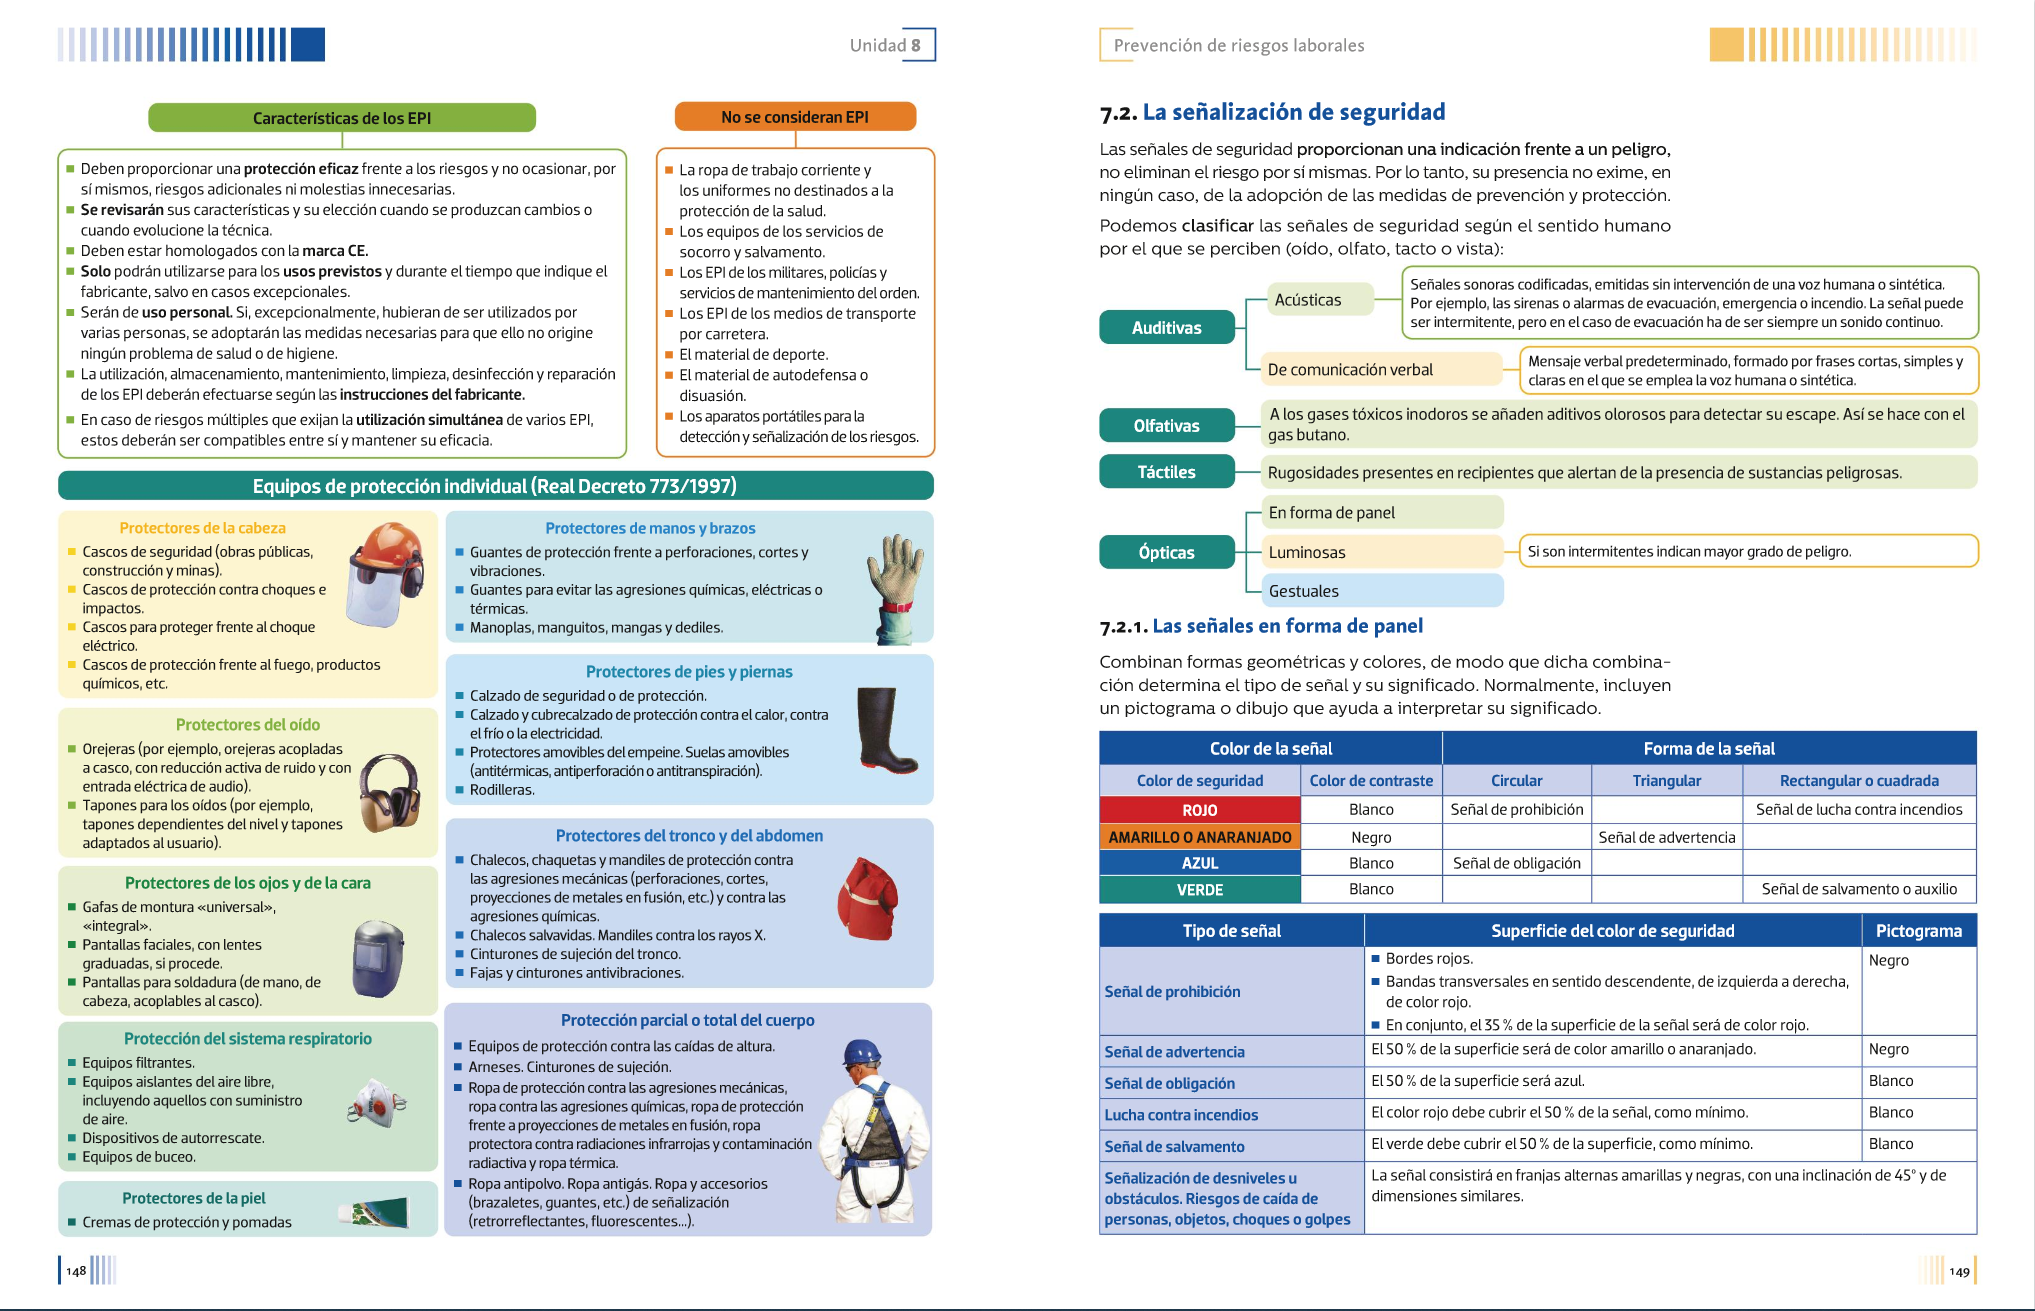 Unidad 8
Características de los EPI
Deben proporcionar una protección eficaz frente a los riesgos y no ocasionar, por
sí mismos, riesgos adicionales ni molestias innecesarias.
Se revisarán sus características y su elección cuando se produzcan cambios o
cuando evolucione la técnica.
Deben estar homologados con la marca CE.
Solo podrán utilizarse para los usos previstos y durante el tiempo que indique el
fabricante, salvo en casos excepcionales.
Serán de uso personal. Si, excepcionalmente, hubieran de ser utilizados por
varias personas, se adoptarán las medidas necesarias para que ello no origine
ningún problema de salud o de higiene.
La utilización, almacenamiento, mantenimiento, limpieza, desinfección y reparación
de los EPI deberán efectuarse según las instrucciones del fabricante.
En caso de riesgos múltiples que exijan la utilización simultánea de varios EPI,
estos deberán ser compatibles entre sí y mantener su eficacia.
No se consideran EPI
La ropa de trabajo corriente y
los uniformes no destinados a la
protección de la salud.
Los equipos de los servicios de
socorro y salvamento.
Los EPI de los militares, policías y
servicios de mantenimiento del orden.
Los EPI de los medios de transporte
por carretera.
El material de deporte.
El material de autodefensa o
disuasión.
Los aparatos portátiles para la
detección y señalización de los riesgos.
Equipos de protección individual (Real Decreto 773/1997)
Protectores de la cabeza
Cascos de seguridad (obras públicas,
construcción y minas).
Cascos de protección contra choques e
impactos.
Cascos para proteger frente al choque
eléctrico.
Cascos de protección frente al fuego, productos
químicos, etc.
Protectores del oído
Orejeras (por ejemplo, orejeras acopladas
a casco, con reducción activa de ruido y con
entrada eléctrica de audio).
Tapones para los oídos (por ejemplo,
tapones dependientes del nivel y tapones
adaptados al usuario).
Protectores de los ojos y de la cara
Gafas de montura «universal»,
«integral».
Pantallas faciales, con lentes
graduadas, si procede.
Pantallas para soldadura (de mano, de
cabeza, acoplables al casco).
Protección del sistema respiratorio
Equipos filtrantes.
Equipos aislantes del aire libre,
incluyendo aquellos con suministro
de aire.
Dispositivos de autorrescate.
Equipos de buceo.
Protectores de la piel
Cremas de protección y pomadas
Protectores de manos y brazos
Guantes de protección frente a perforaciones, cortes y
vibraciones.
Guantes para evitar las agresiones químicas, eléctricas o
térmicas.
Manoplas, manguitos, mangas y dediles.
Protectores de pies y piernas
Calzado de seguridad o de protección.
Calzado y cubrecalzado de protección contra el calor, contra
el frío o la electricidad.
Protectores amovibles del empeine. Suelas amovibles
(antitérmicas, antiperforación o antitranspiración).
Rodilleras.
Protectores del tronco y del abdomen
Chalecos, chaquetas y mandiles de protección contra
las agresiones mecánicas (perforaciones, cortes,
proyecciones de metales en fusión, etc.) y contra las
agresiones químicas.
Chalecos salvavidas. Mandiles contra los rayos X.
Cinturones de sujeción del tronco.
Fajas y cinturones antivibraciones.
Protección parcial o total del cuerpo
Equipos de protección contra las caídas de altura.
Arneses. Cinturones de sujeción.
Ropa de protección contra las agresiones mecánicas,
ropa contra las agresiones químicas, ropa de protección
frente a proyecciones de metales en fusión, ropa
protectora contra radiaciones infrarrojas y contaminación
radiactiva y ropa térmica.
Ropa antipolvo. Ropa antigás. Ropa y accesorios
(brazaletes, guantes, etc.) de señalización
(retrorreflectantes, fluorescentes...).
148
Prevención de riesgos laborales
7.2. La señalización de seguridad
Las señales de seguridad proporcionan una indicación frente a un peligro,
no eliminan el riesgo por sí mismas. Por lo tanto, su presencia no exime, en
ningún caso, de la adopción de las medidas de prevención y protección.
Podemos clasificar las señales de seguridad según el sentido humano
por el que se perciben (oído, olfato, tacto o vista):
Auditivas
Acústicas
Señales sonoras codificadas, emitidas sin intervención de una voz humana o sintética.
Por ejemplo, las sirenas o alarmas de evacuación, emergencia o incendio. La señal puede
ser intermitente, pero en el caso de evacuación ha de ser siempre un sonido continuo.
De comunicación verbal
Mensaje verbal predeterminado, formado por frases cortas, simples y
claras en el que se emplea la voz humana o sintética.
Olfativas
A los gases tóxicos inodoros se añaden aditivos olorosos para detectar su escape. Así se hace con el
gas butano.
Táctiles
Rugosidades presentes en recipientes que alertan de la presencia de sustancias peligrosas.
Ópticas
En forma de panel
Luminosas
Si son intermitentes indican mayor grado de peligro.
Gestuales
7.2.1. Las señales en forma de panel
Combinan formas geométricas y colores, de modo que dicha combina-
ción determina el tipo de señal y su significado. Normalmente, incluyen
un pictograma o dibujo que ayuda a interpretar su significado.
Color de la señal Forma de la señal
Color de seguridad Color de contraste Circular Triangular Rectangular o cuadrada
ROJO Blanco Señal de prohibición Señal de lucha contra incendios
AMARILLO O ANARANJADO Negro Señal de advertencia
AZUL Blanco Señal de obligación
VERDE Blanco Señal de salvamento o auxilio
Tipo de señal Superficie del color de seguridad Pictograma
Señal de prohibición
Bordes rojos.
Bandas transversales en sentido descendente, de izquierda a derecha,
de color rojo.
En conjunto, el 35 % de la superficie de la señal será de color rojo.
Negro
Señal de advertencia El 50 % de la superficie será de color amarillo o anaranjado. Negro
Señal de obligación El 50 % de la superficie será azul. Blanco
Lucha contra incendios El color rojo debe cubrir el 50 % de la señal, como mínimo. Blanco
Señal de salvamento El verde debe cubrir el 50 % de la superficie, como mínimo. Blanco
Señalización de desniveles u
obstáculos. Riesgos de caída de
personas, objetos, choques o golpes
La señal consistirá en franjas alternas amarillas y negras, con una inclinación de 45° y de
dimensiones similares.
149